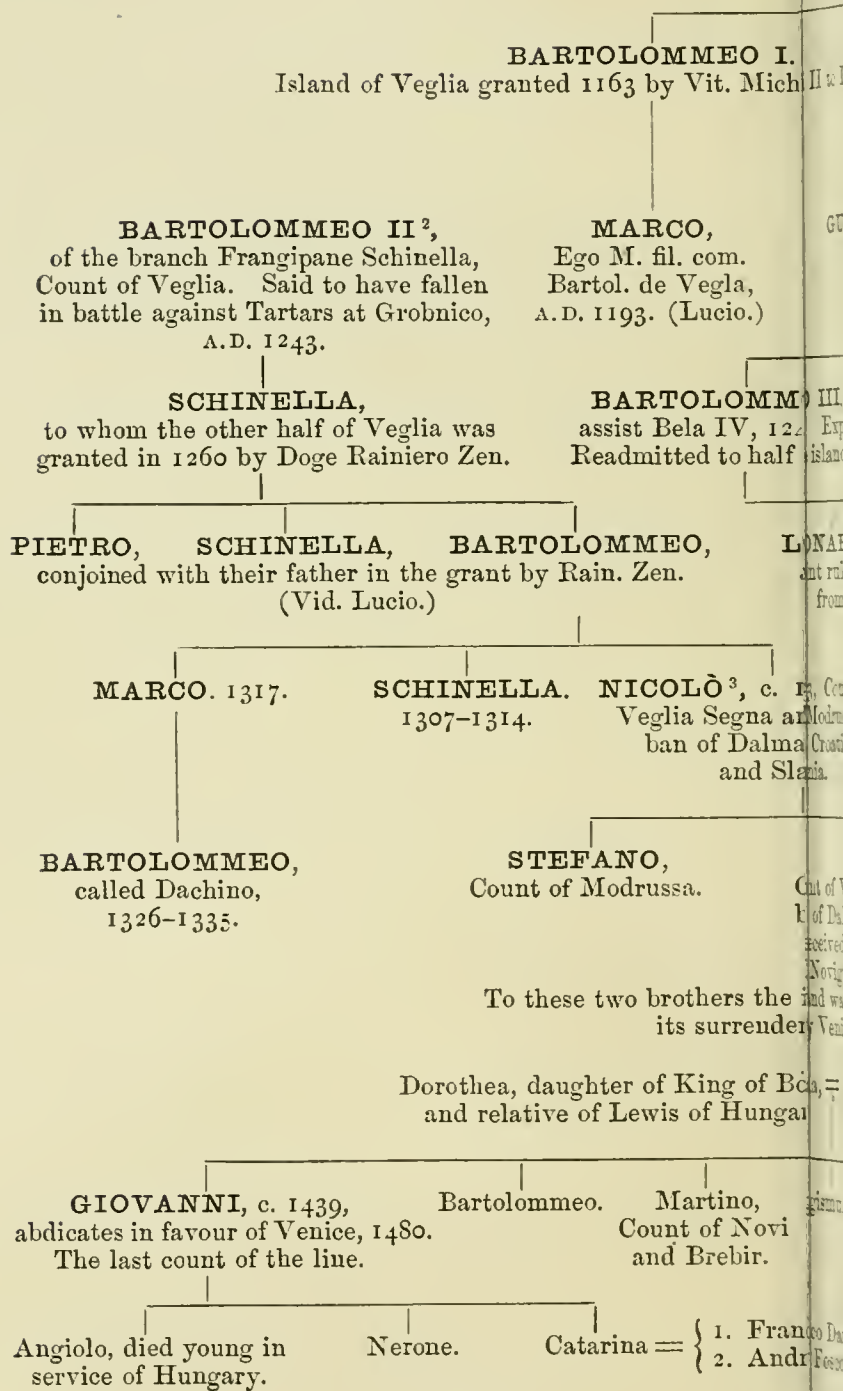 BARTOLOMMEO I.
Island of Veglia granted 1163 by Vit. Mich II
BARTOLOMMEO II²,
of the branch Frangipane Schinella,
Count of Veglia. Said to have fallen
in battle against Tartars at Grobnico,
A.D. 1243.
MARCO,
Ego M. fil. com.
Bartol. de Vegla,
A.D. 1193. (Lucio.)
SCHINELLA,
to whom the other half of Veglia was
granted in 1260 by Doge Rainiero Zen.
BARTOLOMM III
assist Bela IV, 12
Readmitted to half
PIETRO, SCHINELLA, BARTOLOMMEO,
conjoined with their father in the grant by Rain. Zen.
(Vid. Lucio.)
MARCO. 1317.
SCHINELLA.
1307–1314.
NICOLÒ³, c.
Veglia Segna
ban of Dalma
and
BARTOLOMMEO,
called Dachino,
1326–1335.
STEFANO,
Count of Modrussa.
To these two brothers the
its surrender
Dorothea, daughter of King of
and relative of Lewis of
GIOVANNI, c. 1439,
abdicates in favour of Venice, 1480.
The last count of the line.
Bartolommeo.
Martino,
Count of Novi
and Brebir.
Angiolo, died young in
service of Hungary.
Nerone.
Catarina = { 1.
2.